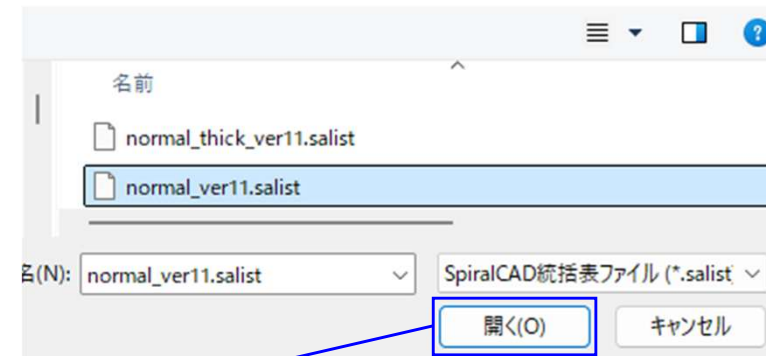 ?
名前
normal_thick_ver11.salist
normal_ver11.salist
名(N): normal_ver11.salist SpiralCAD統括表ファイル (*.salist)
開く(O) キャンセル